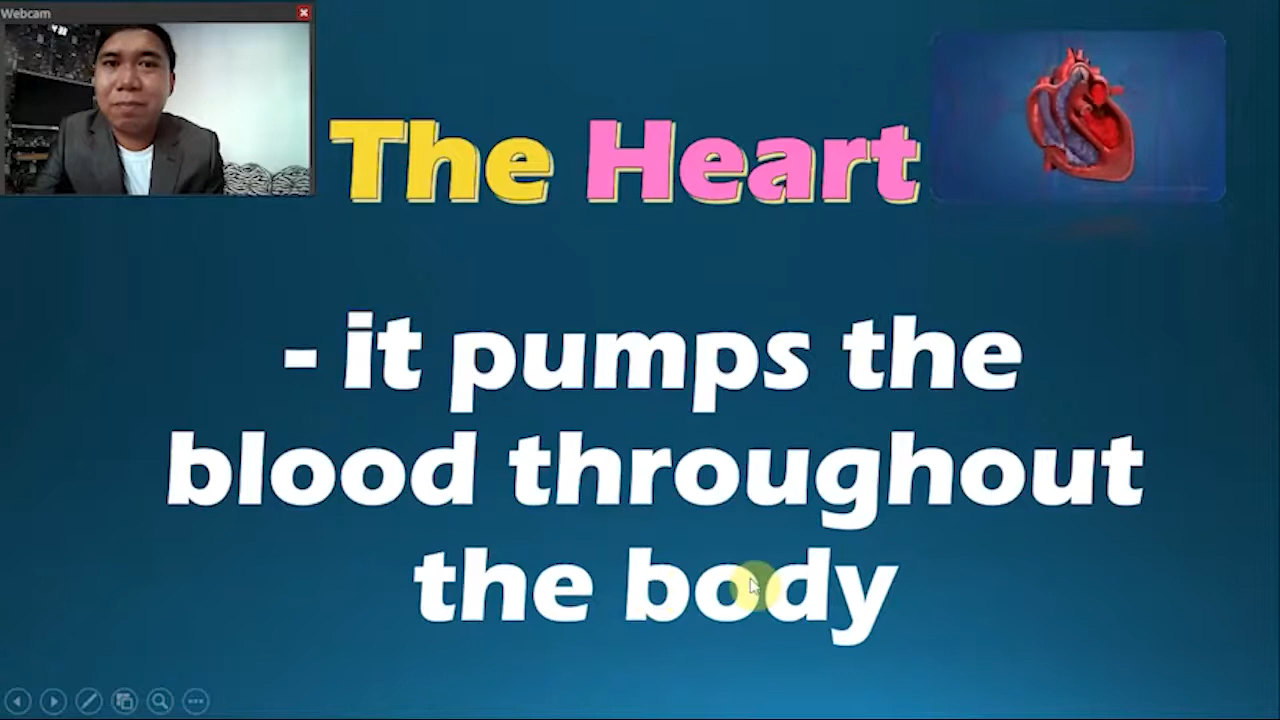 Webcam
The Heart
- it pumps the
blood throughout
the body